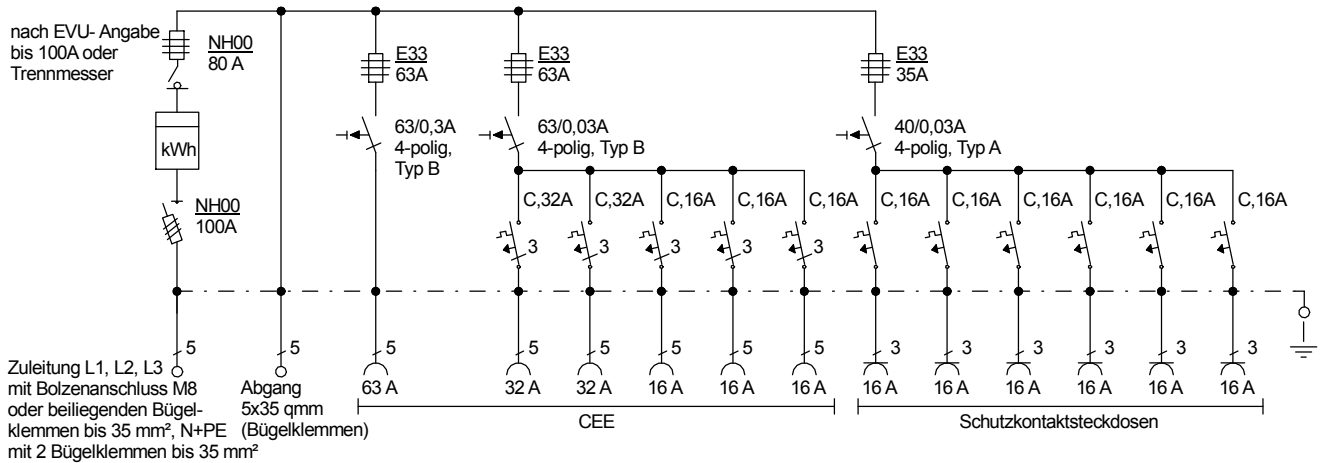 nach EVU- Angabe
bis 100A oder
Trennmesser
NH00
80 A
kWh
NH00
100A
E33
63A
63/0,3A
4-polig,
Typ B
E33
63A
63/0,03A
4-polig, Typ B
E33
35A
40/0,03A
4-polig, Typ A
C,32A C,32A C,16A C,16A C,16A C,16A C,16A C,16A C,16A C,16A C,16A
3 3 3 3 3
5 5 5 5 5 5 5 5 3 3 3 3 3 3
63 A 32 A 32 A 16 A 16 A 16 A 16 A 16 A 16 A 16 A 16 A 16 A
Zuleitung L1, L2, L3
mit Bolzenanschluss M8
oder beiliegenden Bügel-
klemmen bis 35 mm², N+PE
mit 2 Bügelklemmen bis 35 mm²
Abgang
5x35 qmm
(Bügelklemmen)
CEE
Schutzkontaktsteckdosen